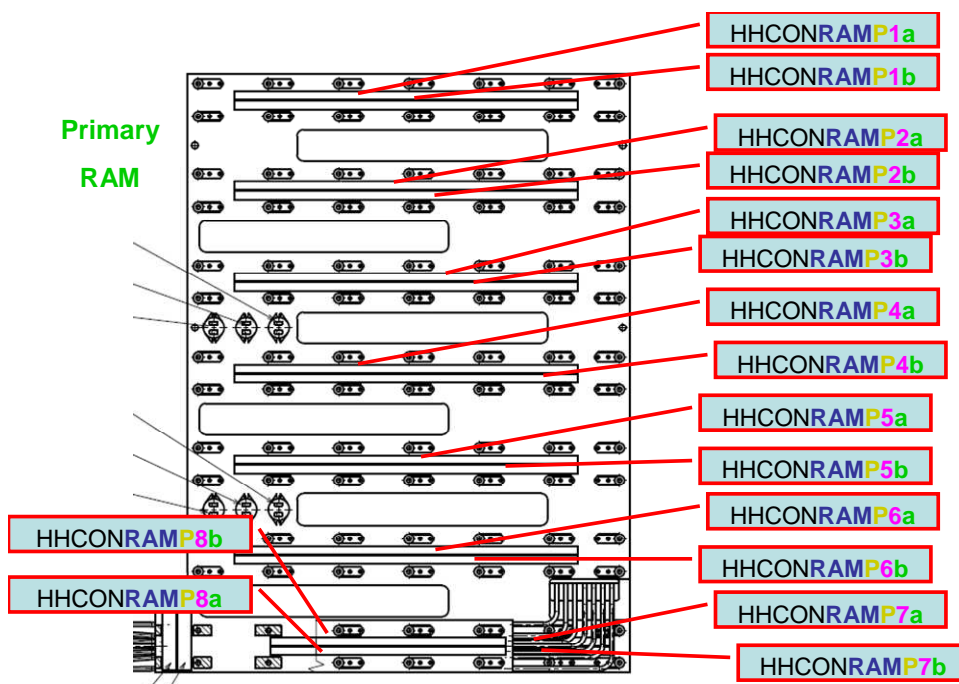 HHCONRAMP1a
HHCONRAMP1b
Primary
RAM
HHCONRAMP2a
HHCONRAMP2b
HHCONRAMP3a
HHCONRAMP3b
HHCONRAMP4a
HHCONRAMP4b
HHCONRAMP5a
HHCONRAMP5b
HHCONRAMP6a
HHCONRAMP8b
HHCONRAMP6b
HHCONRAMP8a
HHCONRAMP7a
HHCONRAMP7b